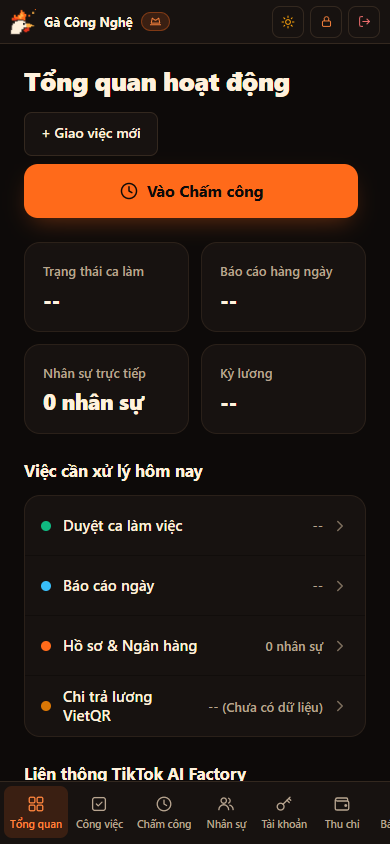 Gà Công Nghệ
Tổng quan hoạt động
+ Giao việc mới
Vào Chấm công
Trạng thái ca làm
--
Báo cáo hàng ngày
--
Nhân sự trực tiếp
0 nhân sự
Kỳ lương
--
Việc cần xử lý hôm nay
Duyệt ca làm việc
--
Báo cáo ngày
--
Hồ sơ & Ngân hàng
0 nhân sự
Chi trả lương
VietQR
-- (Chưa có dữ liệu)
Liên thông TikTok AI Factory
Tổng quan
Công việc
Chấm công
Nhân sự
Tài khoản
Thu chi